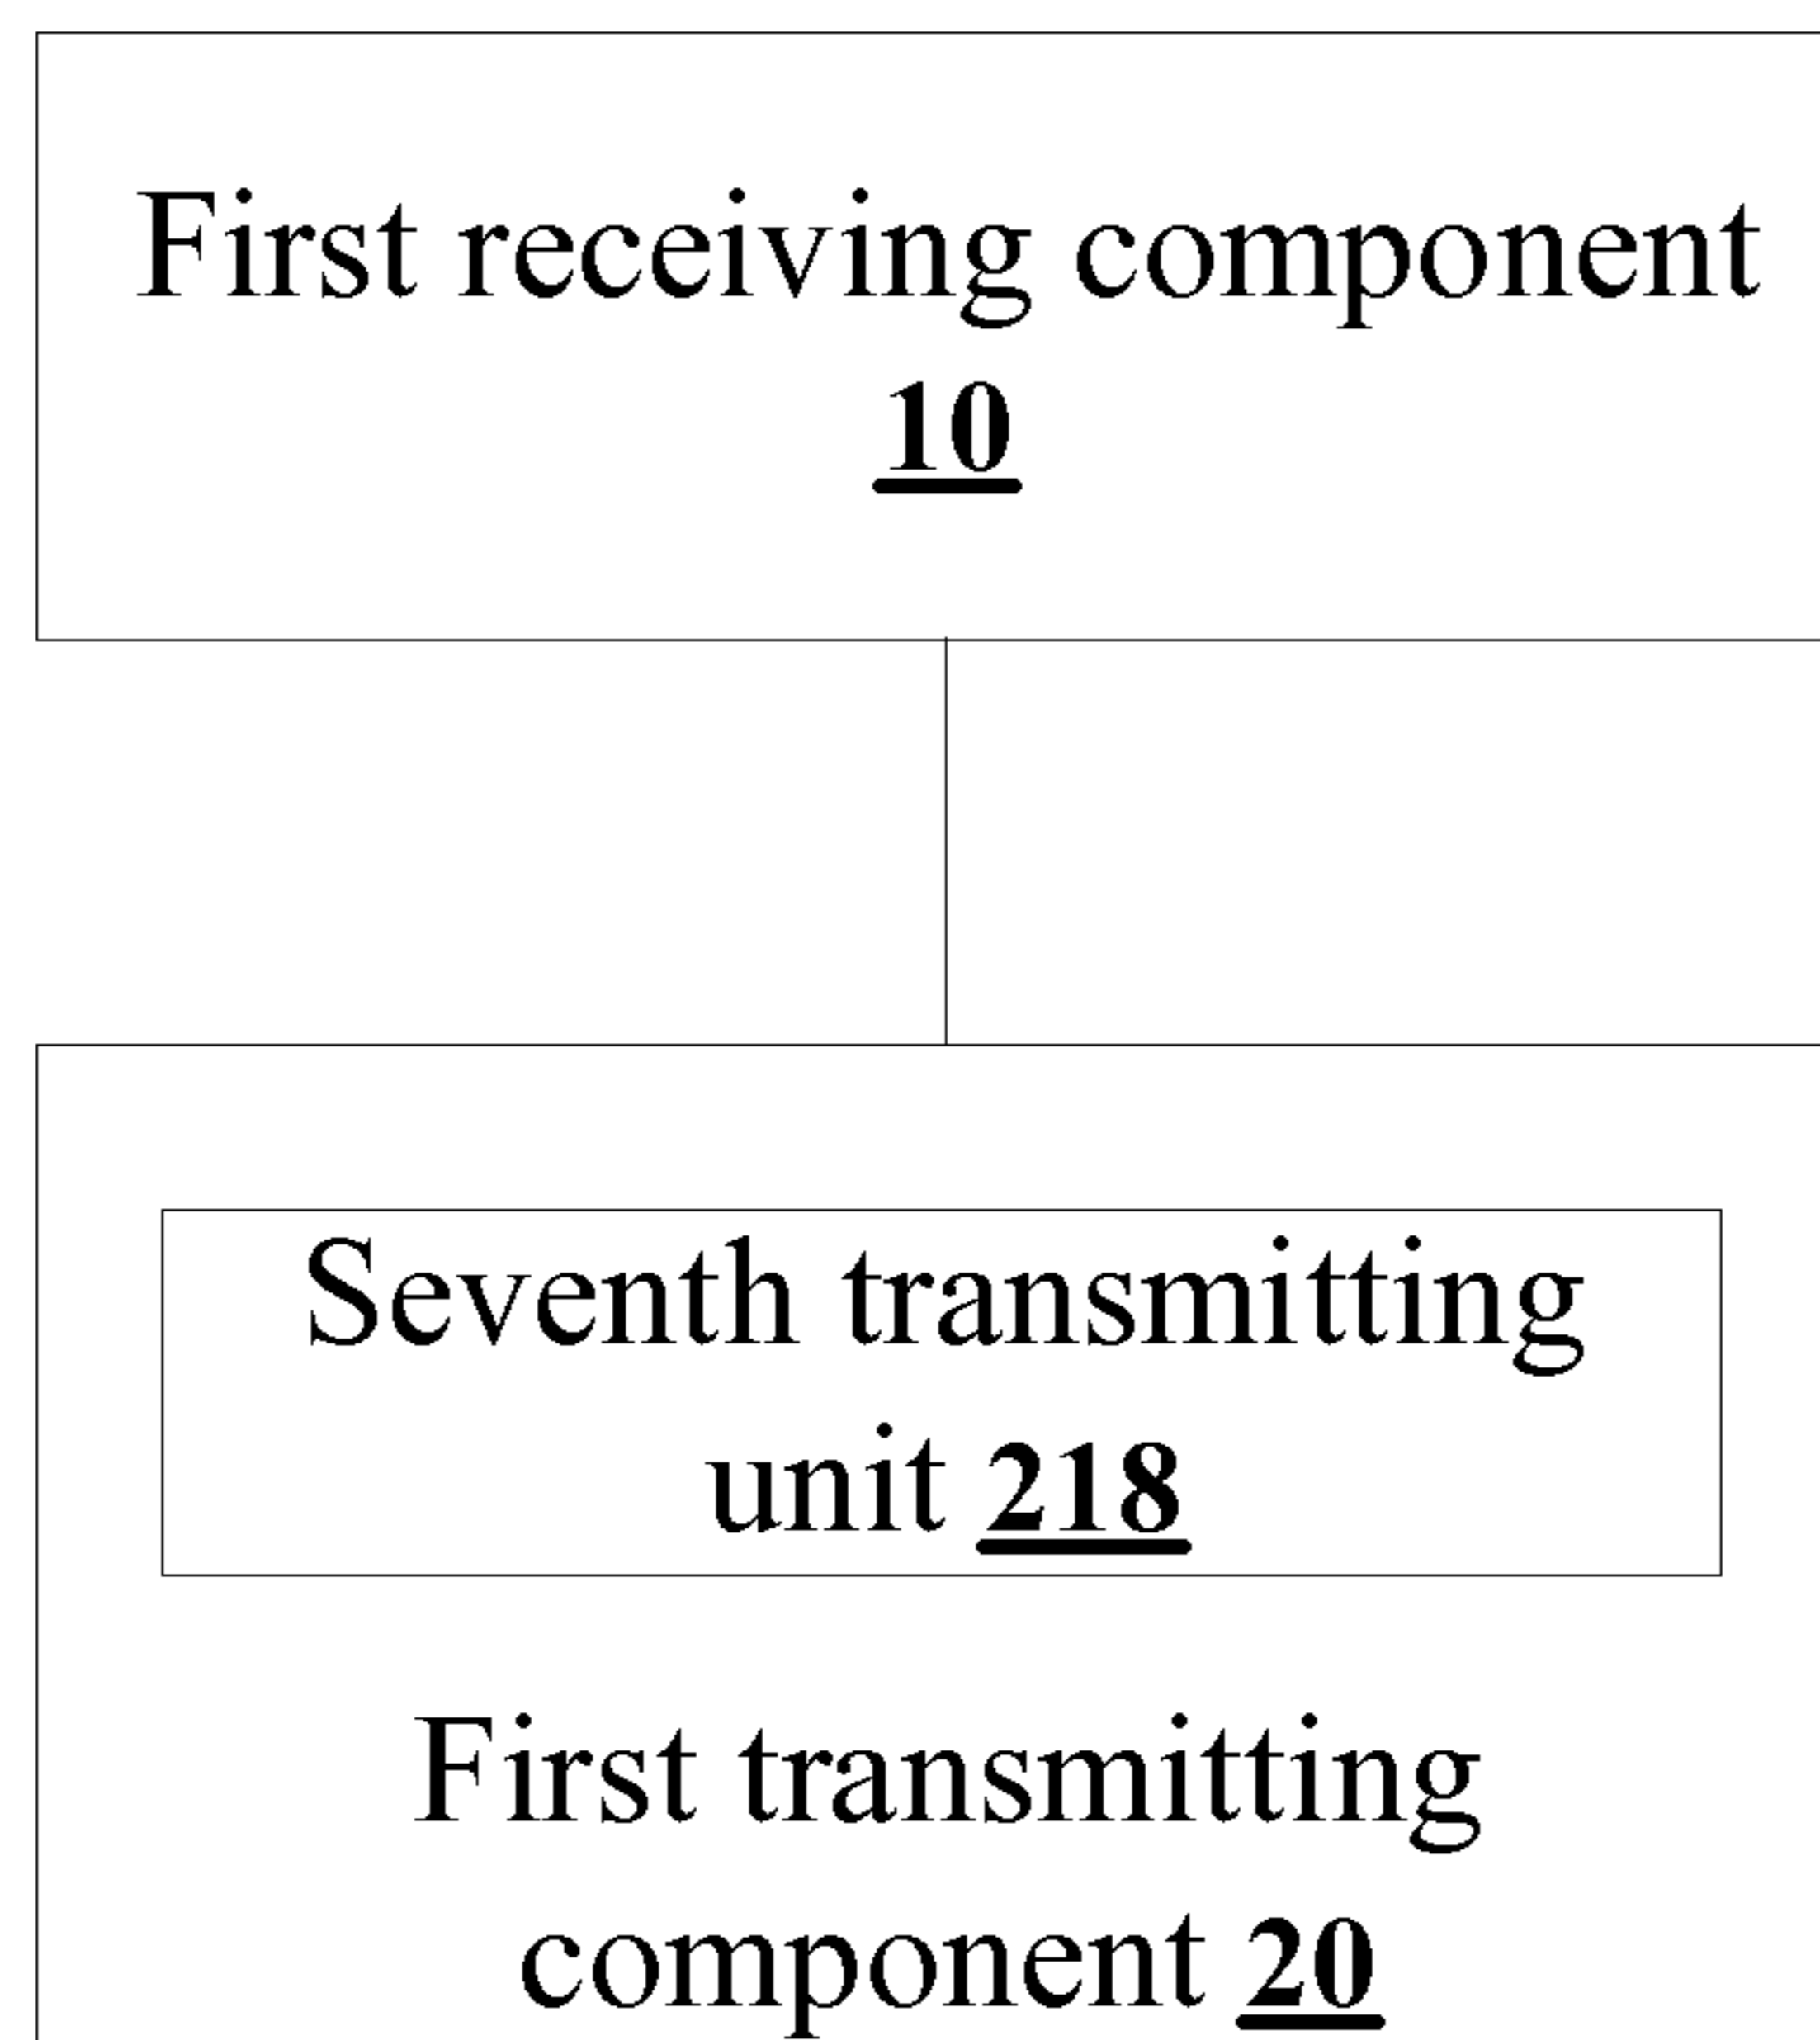 First receiving component
10
Seventh transmitting
unit 218
First transmitting
component 20